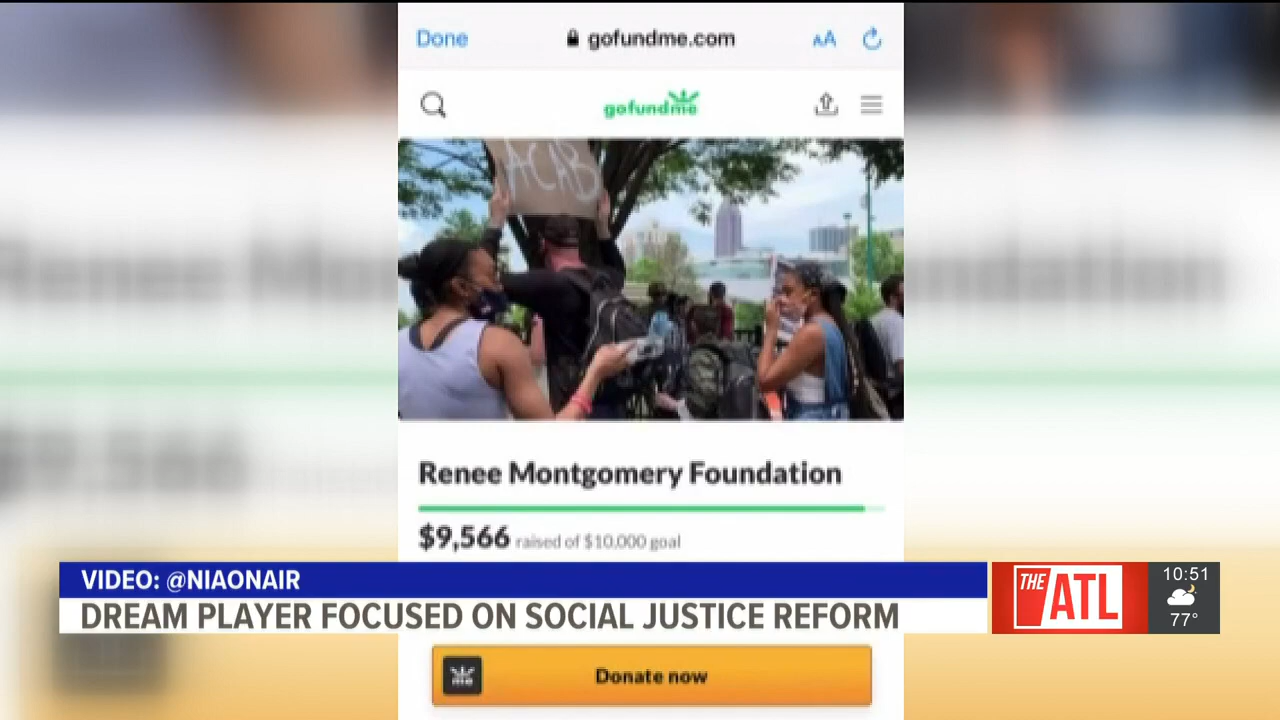 Done
gofundme.com
AA
gofundme
ACAB
Renee Montgomery Foundation
$9,566 raised of $10,000 goal
VIDEO: @NIAONAIR
DREAM PLAYER FOCUSED ON SOCIAL JUSTICE REFORM
THE
ATL
10:51
77°
me
Donate now